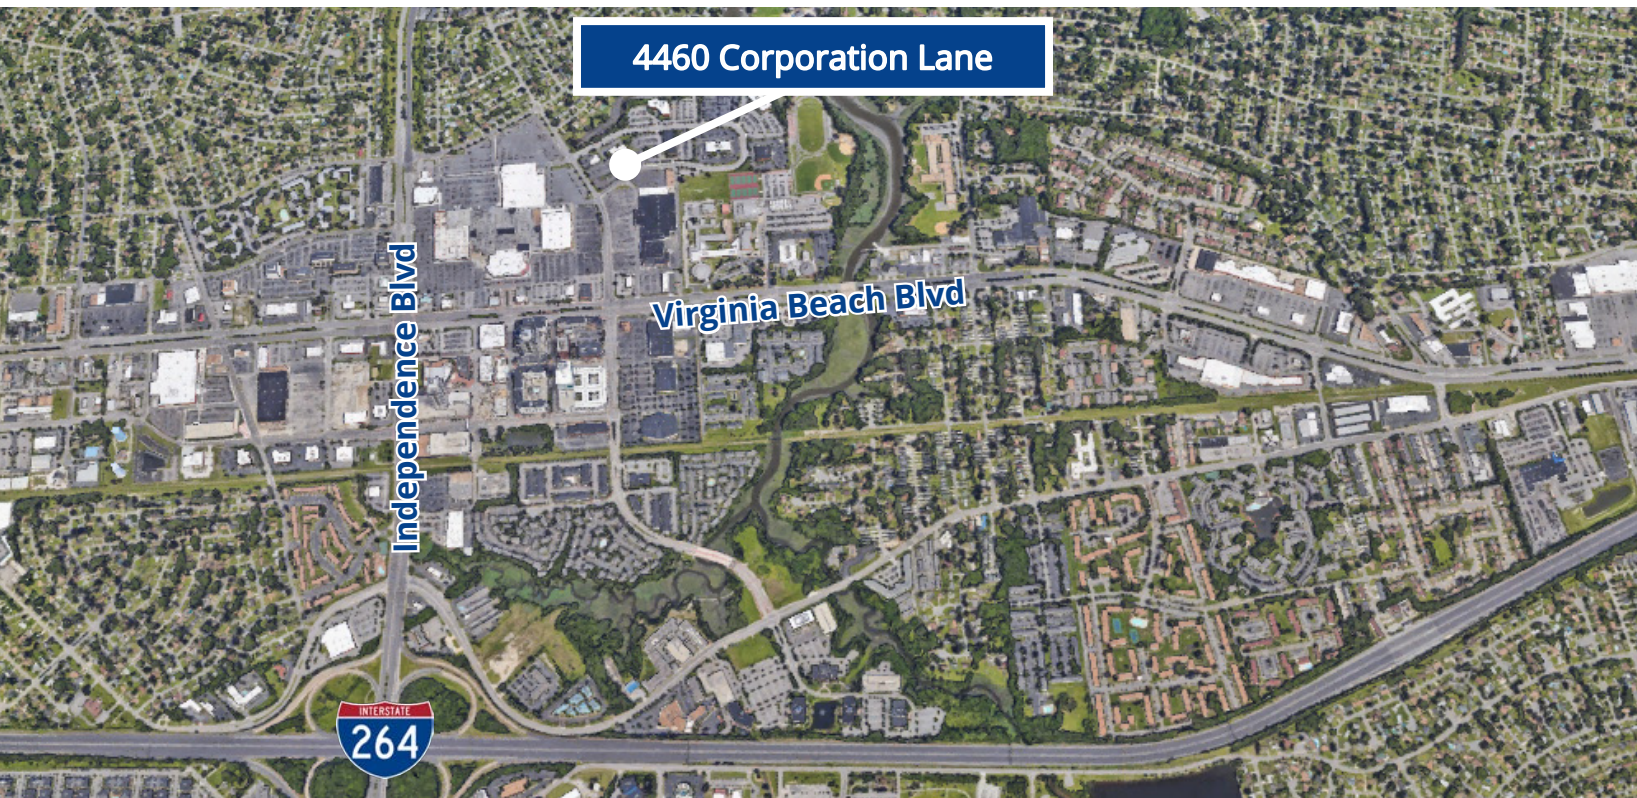 4460 Corporation Lane
Independence Blvd
Virginia Beach Blvd
INTERSTATE
264